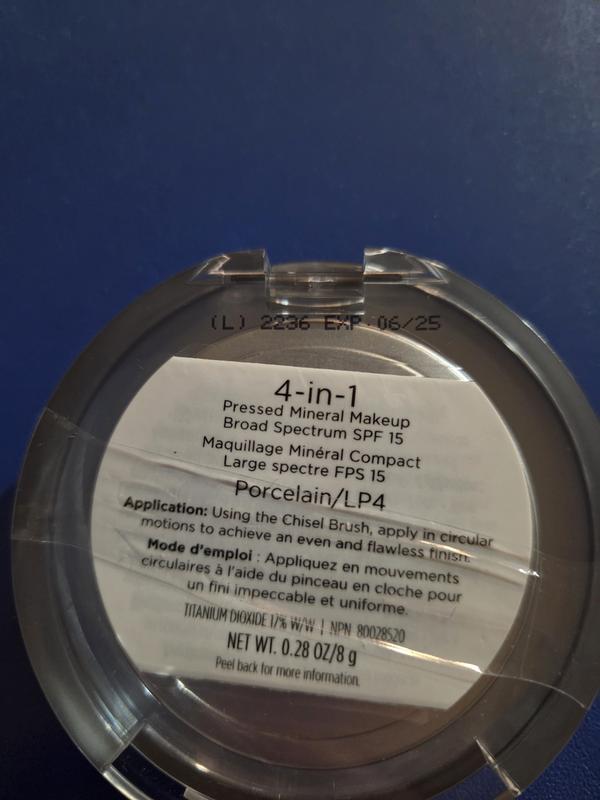 (L) 2236 EXP 06/25
4-in-1
Pressed Mineral Makeup
Broad Spectrum SPF 15
Maquillage Minéral Compact
Large spectre FPS 15
Porcelain/LP4
Application: Using the Chisel Brush, apply in circular
motions to achieve an even and flawless finish.
Mode d'emploi : Appliquez en mouvements
circulaires à l'aide du pinceau en cloche pour
un fini impeccable et uniforme.
TITANIUM DIOXIDE 17% W/W | NPN 80028520
NET WT. 0.28 OZ/8 g
Peel back for more information.